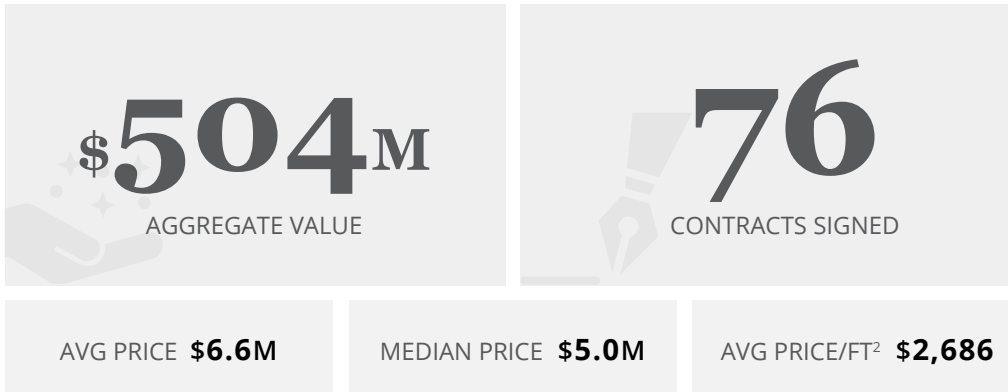 $504M
AGGREGATE VALUE
76
CONTRACTS SIGNED
AVG PRICE $6.6M
MEDIAN PRICE $5.0M
AVG PRICE/FT² $2,686